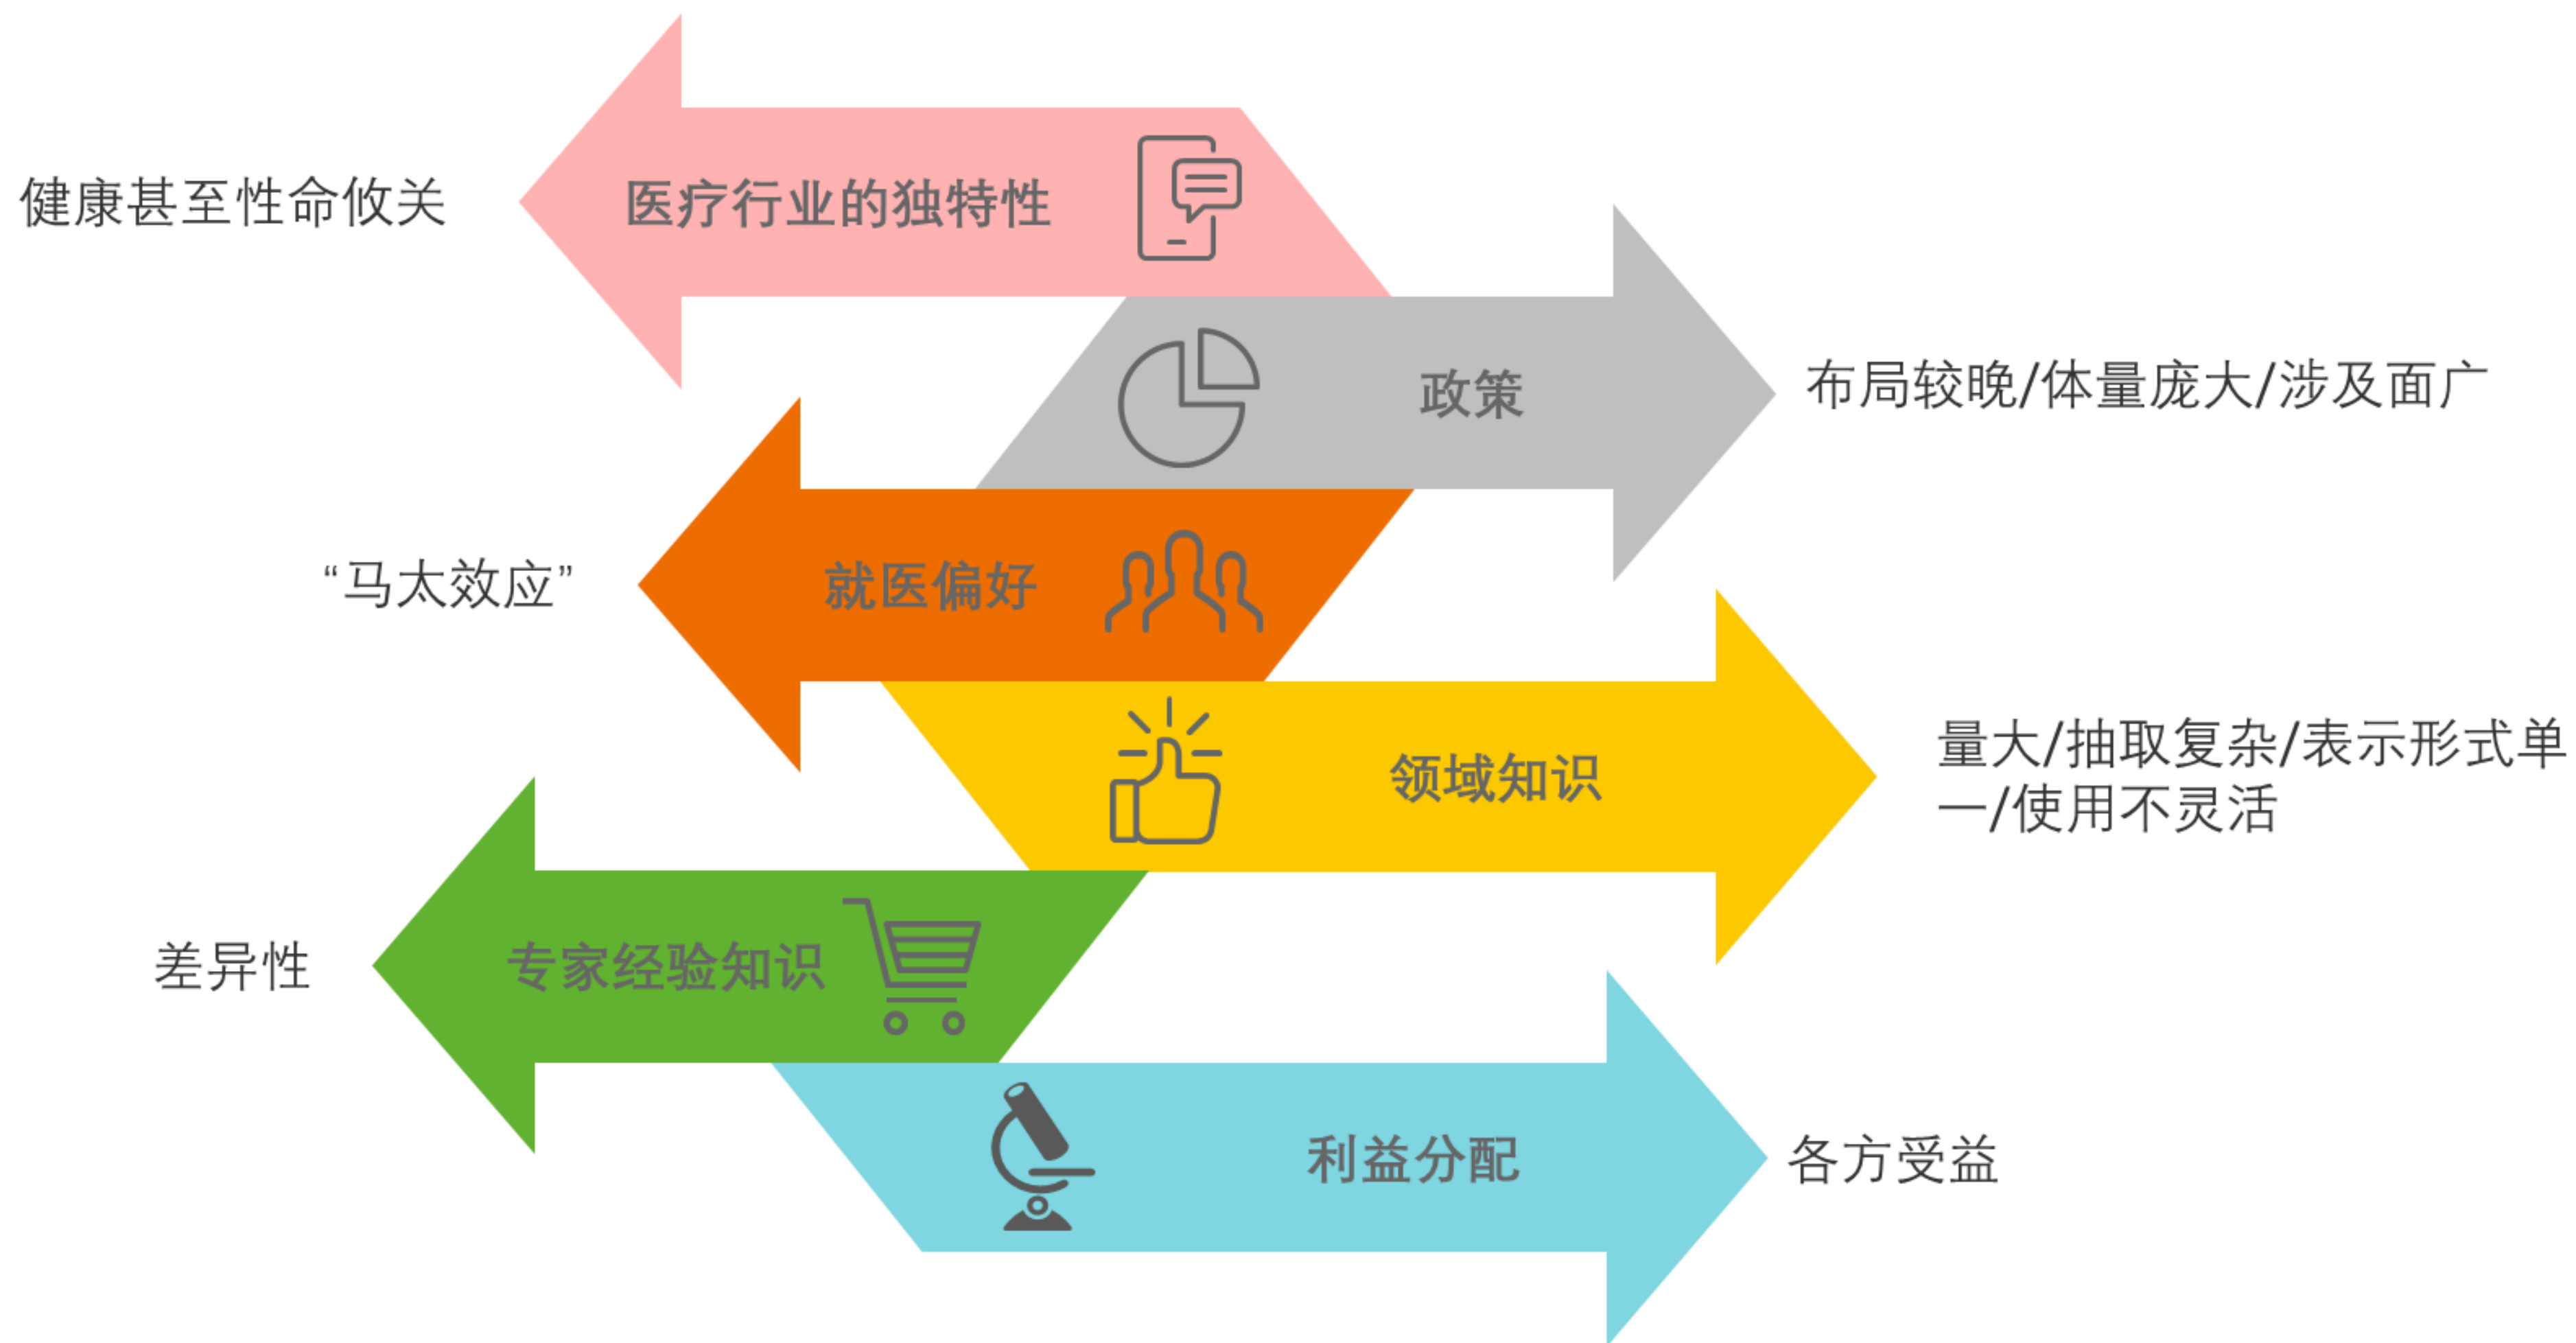 健康甚至性命攸关
医疗行业的独特性
政策
布局较晚/体量庞大/涉及面广
“马太效应”
就医偏好
领域知识
量大/抽取复杂/表示形式单
一/使用不灵活
差异性
专家经验知识
利益分配
各方受益